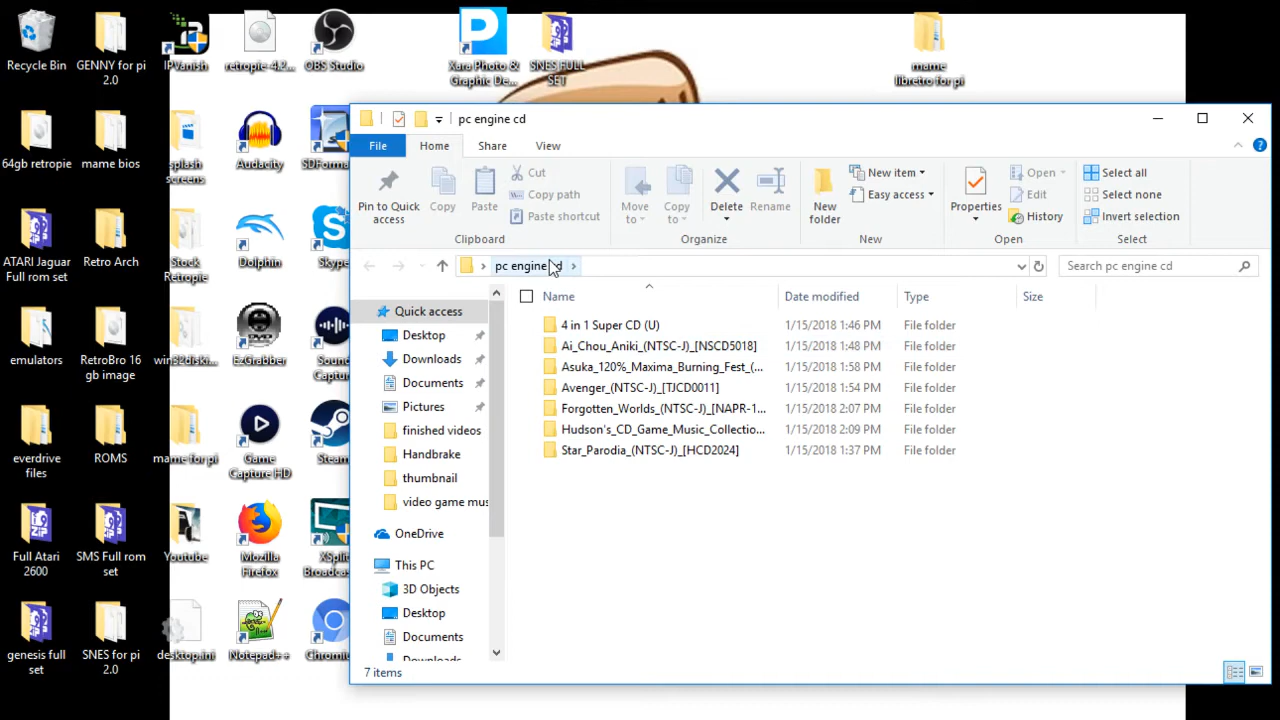 Recycle Bin
GENNY for pi
2.0
IPVanish
retropie-4.2...
OBS Studio
Xara Photo &
Graphic De...
SNES FULL
SET
mame
libretro for pi
64gb retropie
mame bios
splash
screens
Audacity
SDForma
ATARI Jaguar
Full rom set
Retro Arch
Stock
Retropie
Dolphin
Skype
emulators
RetroBro 16
gb image
win32diski...
EzGrabber
Soun
Captur
everdrive
files
ROMS
mame for pi
Game
Capture HD
Steam
Full Atari
2600
SMS Full rom
set
Youtube
Mozilla
Firefox
XSpli
Broadcas
genesis full
set
SNES for pi
2.0
desktop.ini
Notepad++
Chromiu
pc engine cd
File
Home
Share
View
Pin to Quick
access
Copy
Paste
Cut
Copy path
Paste shortcut
Clipboard
Move
to
Copy
to
Delete
Rename
Organize
New
folder
New item
Easy access
New
Properties
Open
Edit
History
Open
Select all
Select none
Invert selection
Select
pc engine cd
Search pc engine cd
Name
Date modified
Type
Size
4 in 1 Super CD (U) 1/15/2018 1:46 PM File folder
Ai_Chou_Aniki_(NTSC-J)_[NSCD5018] 1/15/2018 1:48 PM File folder
Asuka_120%_Maxima_Burning_Fest_(... 1/15/2018 1:58 PM File folder
Avenger_(NTSC-J)_[TJCD0011] 1/15/2018 1:54 PM File folder
Forgotten_Worlds_(NTSC-J)_[NAPR-1... 1/15/2018 2:07 PM File folder
Hudson's_CD_Game_Music_Collectio... 1/15/2018 2:09 PM File folder
Star_Parodia_(NTSC-J)_[HCD2024] 1/15/2018 1:37 PM File folder
Quick access
Desktop
Downloads
Documents
Pictures
finished videos
Handbrake
thumbnail
video game mus
OneDrive
This PC
3D Objects
Desktop
Documents
Downloads
7 items